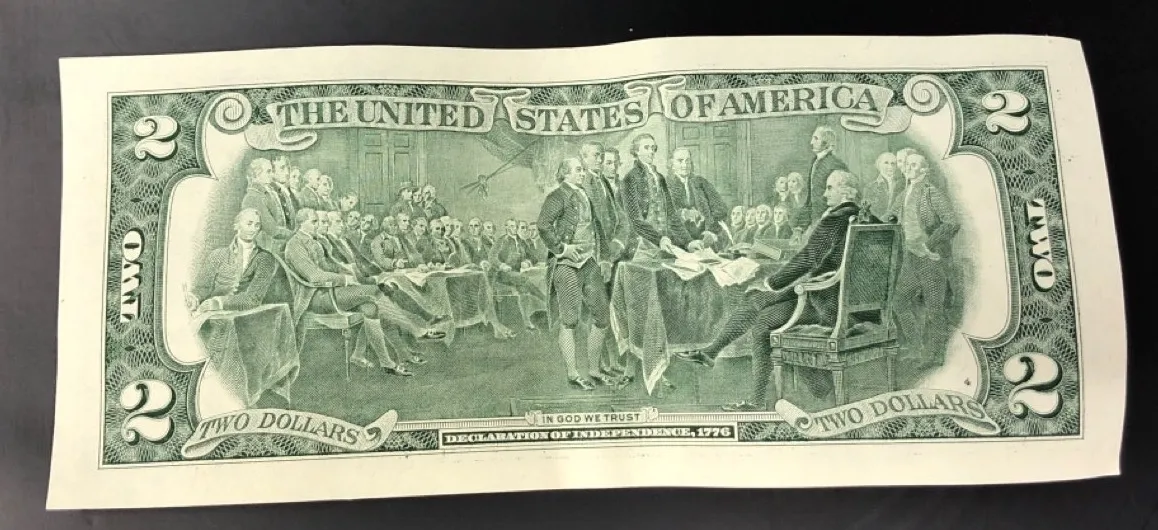 THE UNITED STATES OF AMERICA
2
2
TWO
TWO
2
2
TWO DOLLARS
IN GOD WE TRUST
TWO DOLLARS
DECLARATION OF INDEPENDENCE, 1776